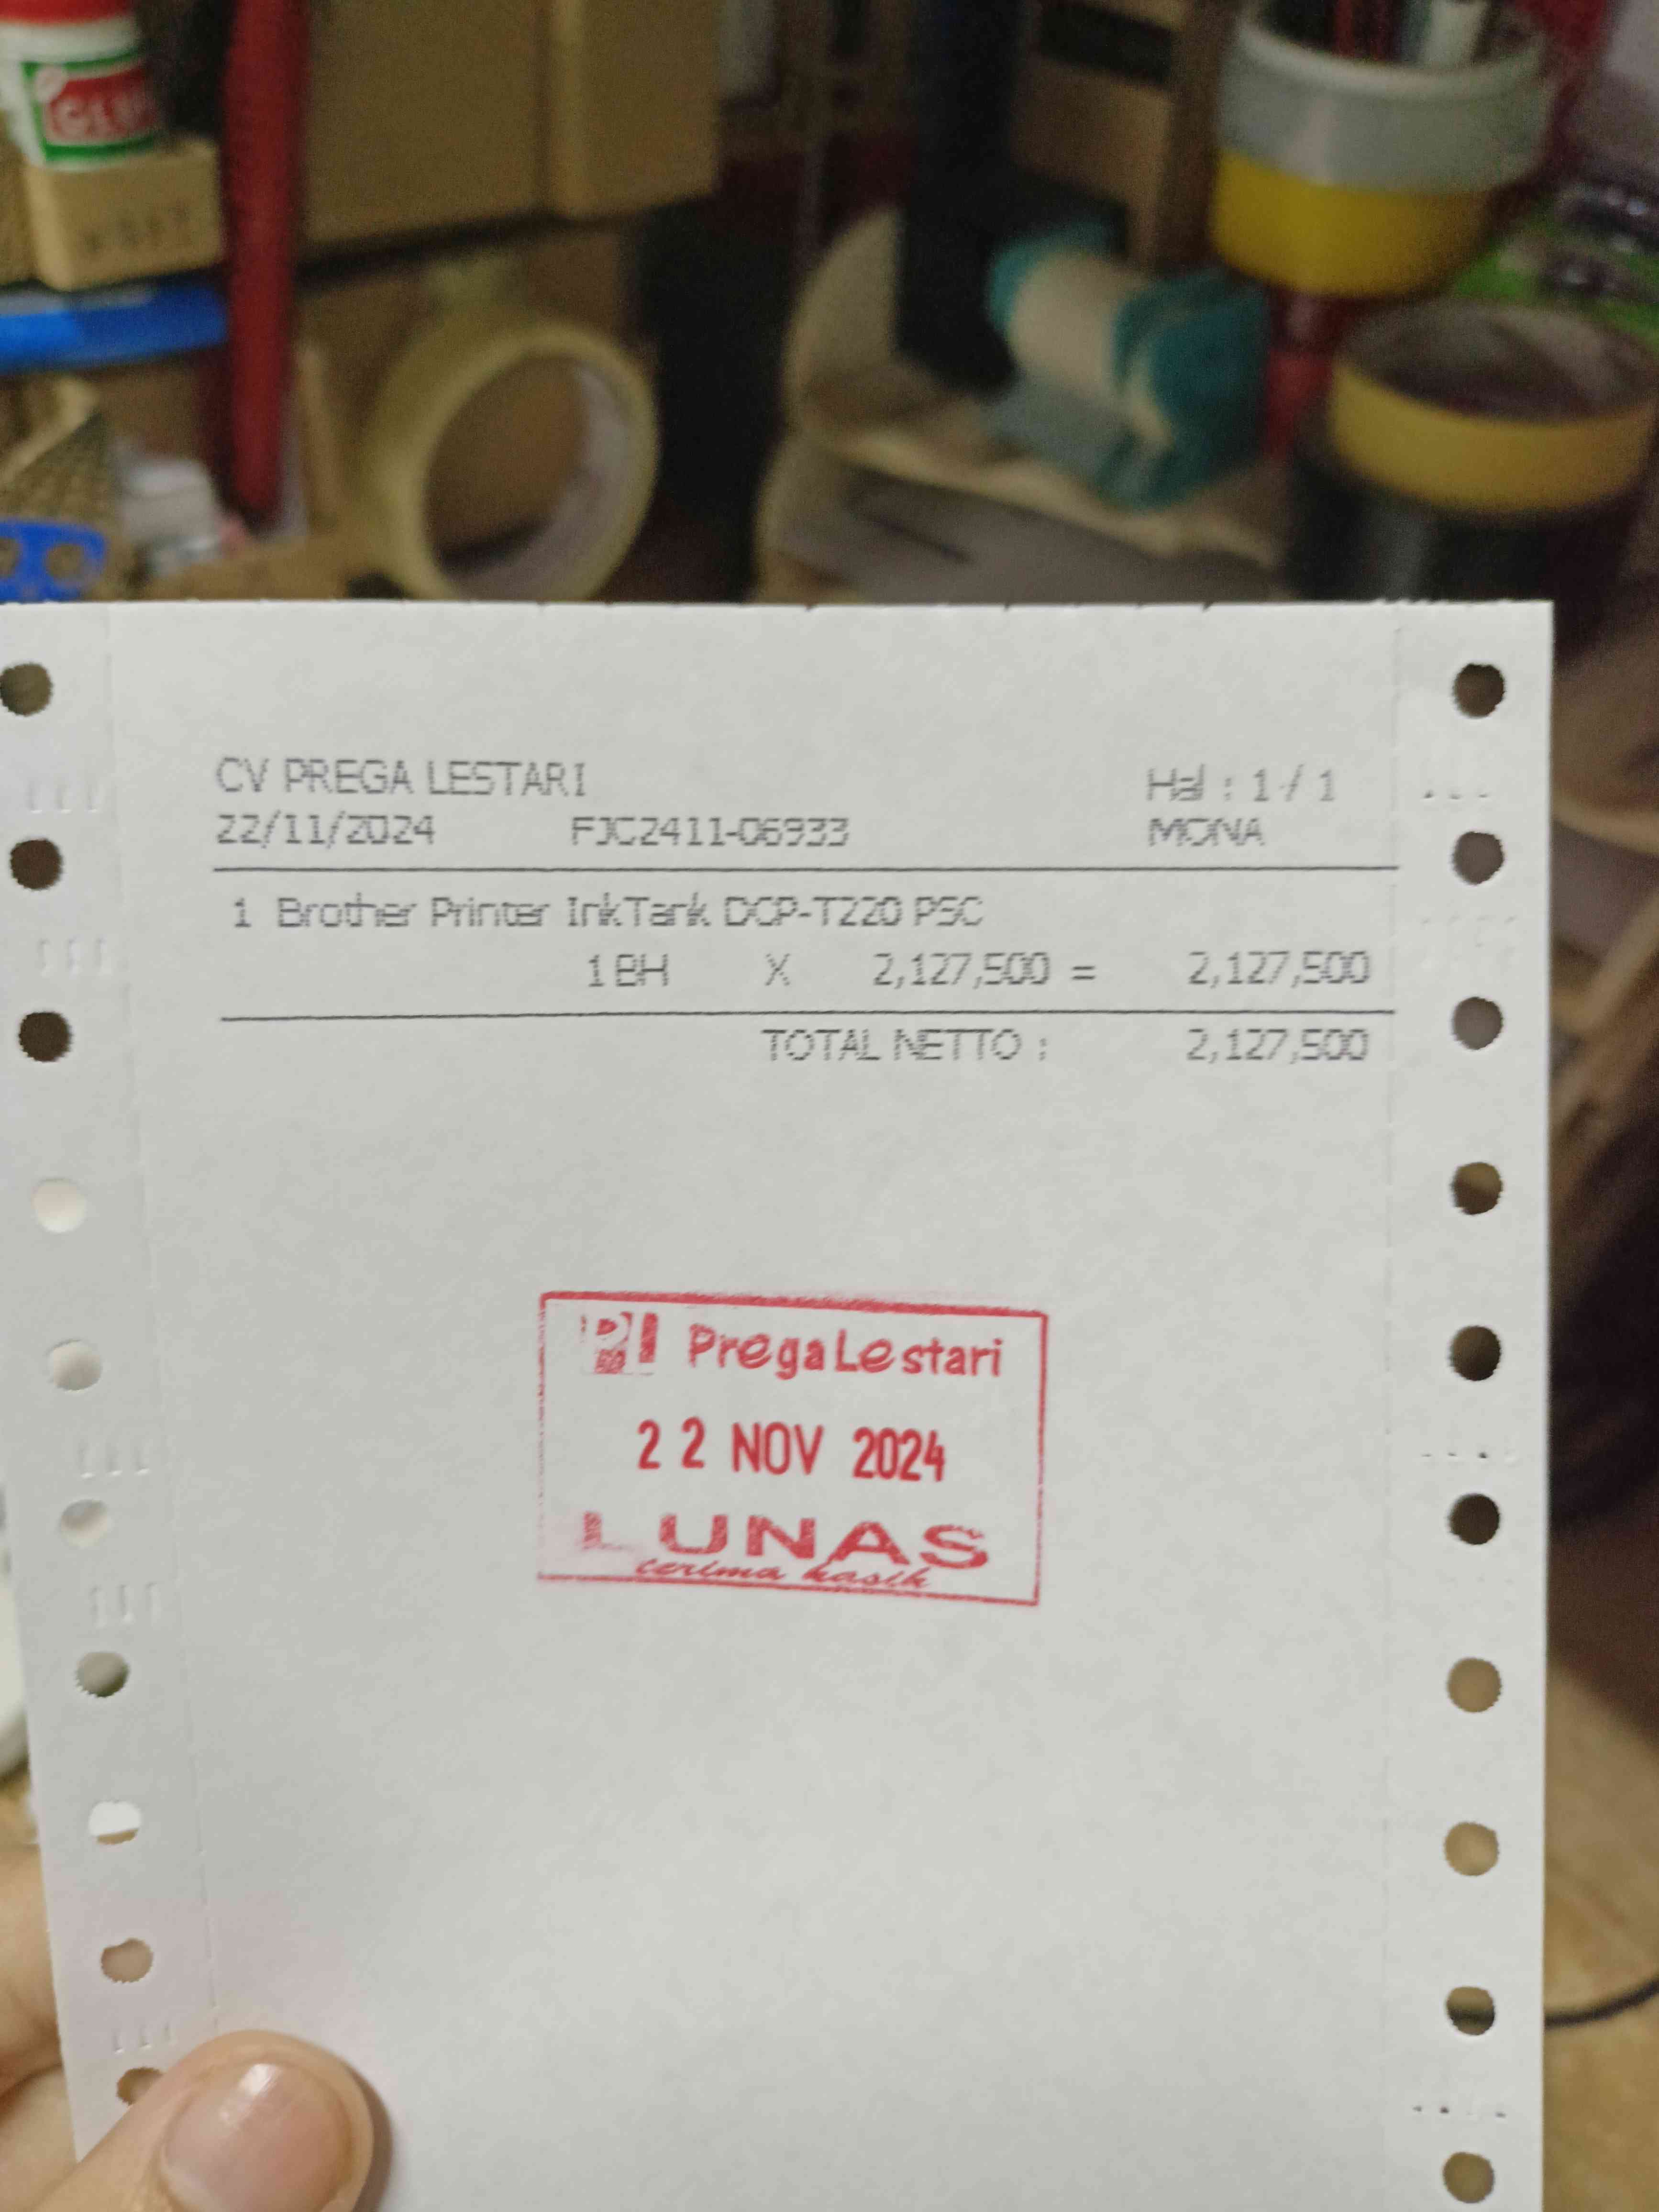 CV PREGA LESTARI
Hal : 1 / 1
22/11/2024 FJC2411-06933 MONA
1 Brother Printer InkTank DCP-T220 PSC
1 BH X 2,127,500 = 2,127,500
TOTAL NETTO : 2,127,500
Prega Lestari
22 NOV 2024
LUNAS
terima kasih